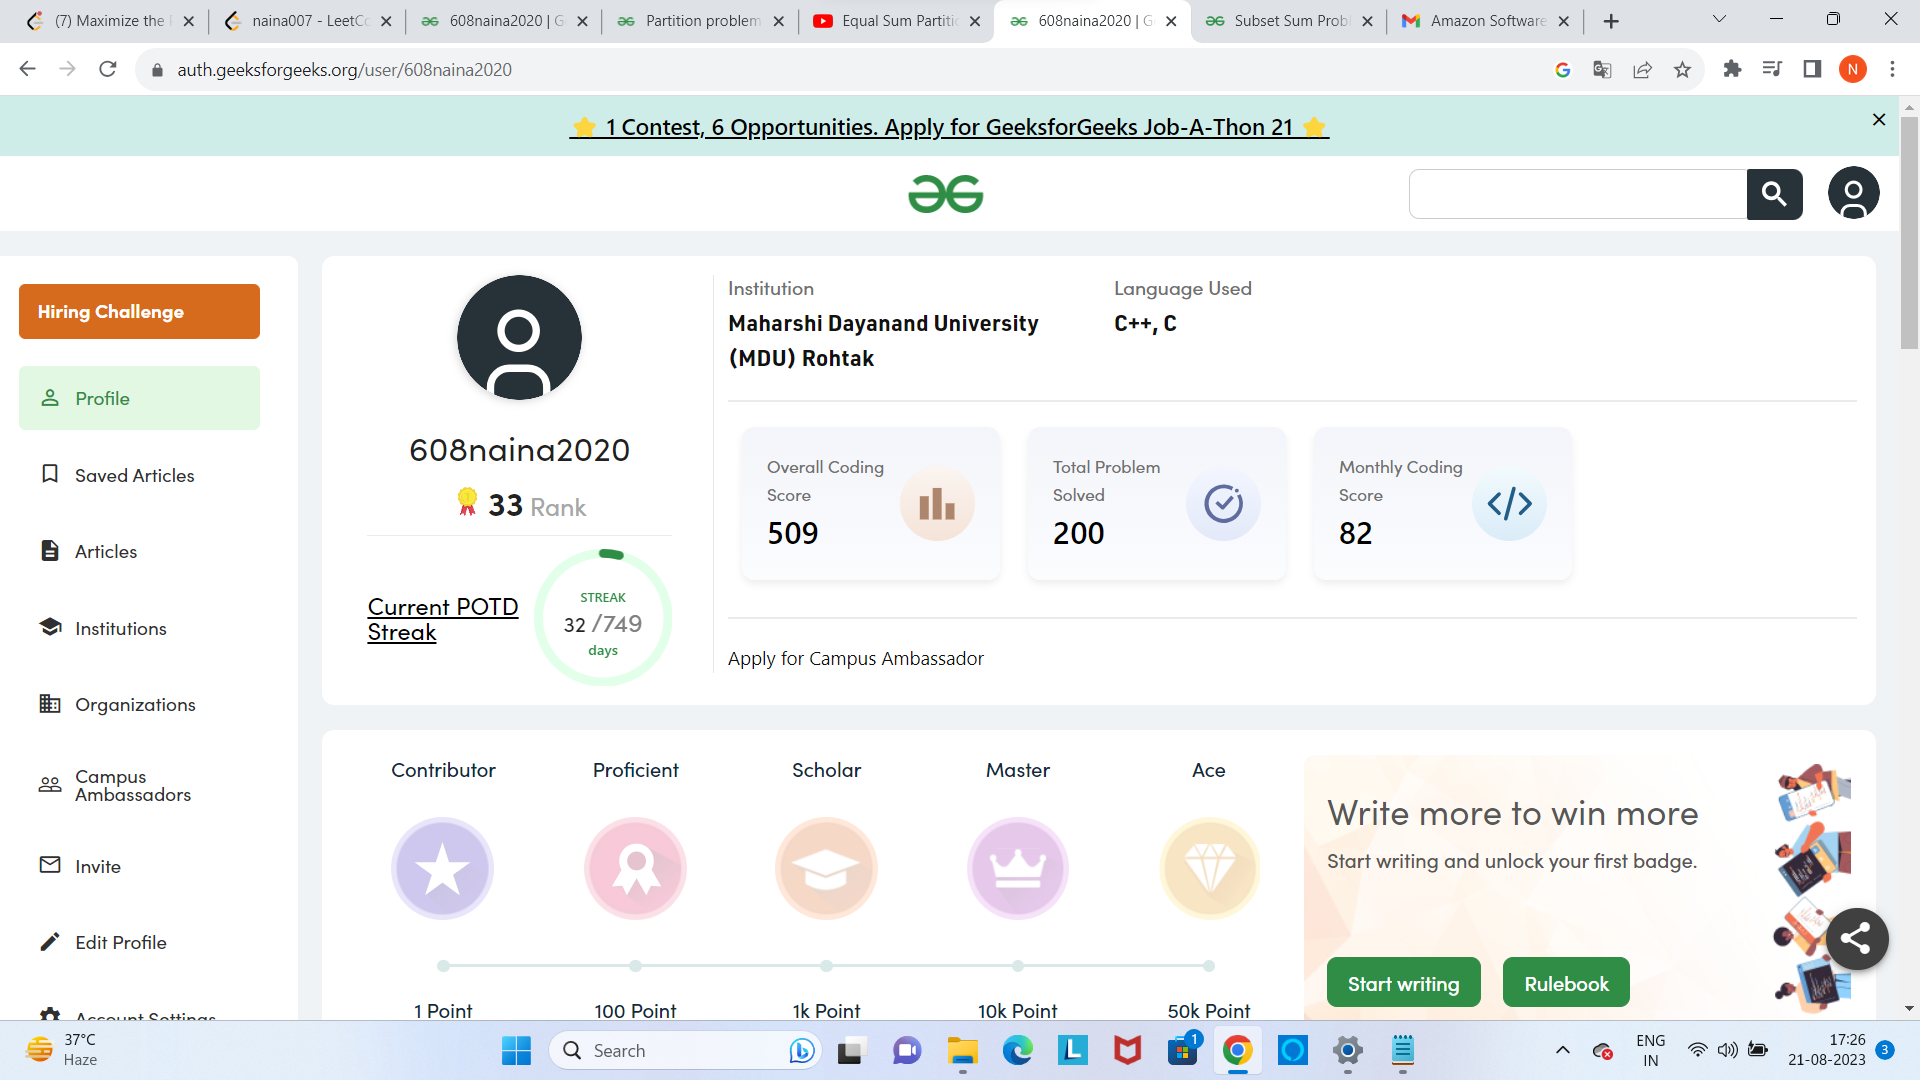 (7) Maximize the
naina007 - LeetCo
608naina2020 | G
Partition problem
Equal Sum Partitio
608naina2020 | G
Subset Sum Probl
Amazon Software
auth.geeksforgeeks.org/user/608naina2020
N
1 Contest, 6 Opportunities. Apply for GeeksforGeeks Job-A-Thon 21
Hiring Challenge
Profile
Saved Articles
Articles
Institutions
Organizations
Campus
Ambassadors
Invite
Edit Profile
Account Settings
608naina2020
33 Rank
Current POTD
Streak
STREAK
32 /749
days
Institution
Maharshi Dayanand University
(MDU) Rohtak
Language Used
C++, C
Overall Coding
Score
509
Total Problem
Solved
200
Monthly Coding
Score
82
Apply for Campus Ambassador
Contributor
Proficient
Scholar
Master
Ace
1 Point
100 Point
1k Point
10k Point
50k Point
Write more to win more
Start writing and unlock your first badge.
Start writing
Rulebook
37°C
Haze
Search
1
ENG
IN
17:26
21-08-2023
3